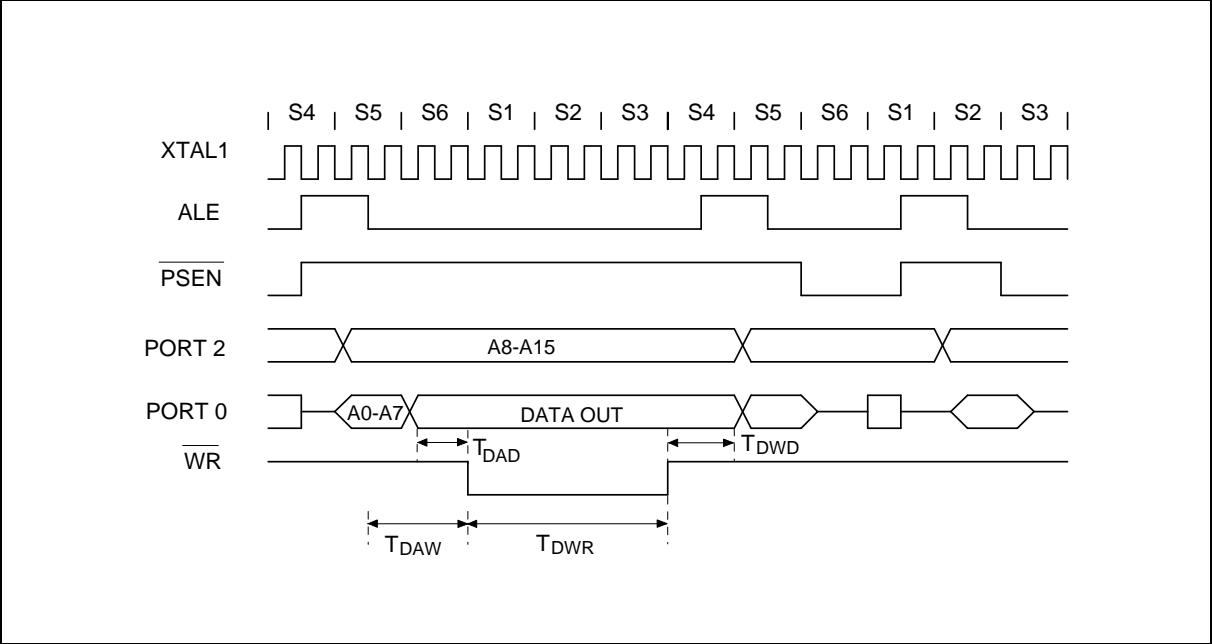 S4 S5 S6 S1 S2 S3 S4 S5 S6 S1 S2 S3
XTAL1
ALE
PSEN
PORT 2 A8-A15
PORT 0 A0-A7 DATA OUT
WR TDAD TDWD
TDAW TDWR